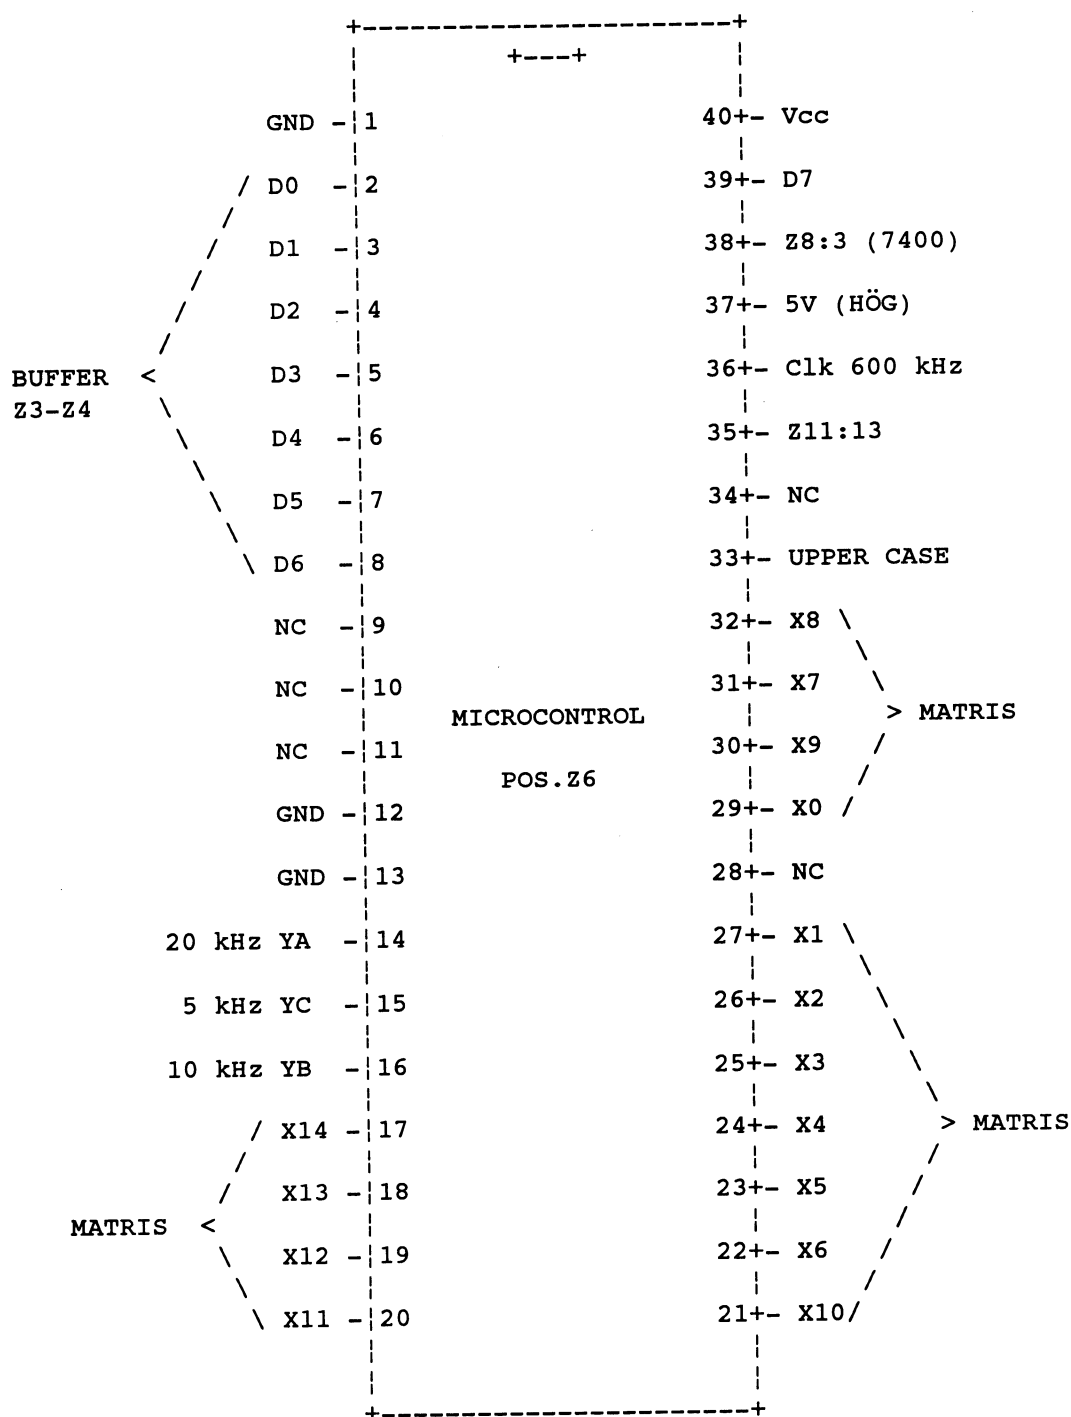 +-----------------------+
+---+
GND -¦1 40+- Vcc
/ D0 -¦2 39+- D7
D1 -¦3 38+- Z8:3 (7400)
D2 -¦4 37+- 5V (HÖG)
BUFFER < D3 -¦5 36+- Clk 600 kHz
Z3-Z4
D4 -¦6 35+- Z11:13
D5 -¦7 34+- NC
\ D6 -¦8 33+- UPPER CASE
NC -¦9 32+- X8 \
NC -¦10 31+- X7
MICROCONTROL > MATRIS
NC -¦11 30+- X9
POS.Z6
GND -¦12 29+- X0 /
GND -¦13 28+- NC
20 kHz YA -¦14 27+- X1 \
5 kHz YC -¦15 26+- X2
10 kHz YB -¦16 25+- X3
/ X14 -¦17 24+- X4 > MATRIS
X13 -¦18 23+- X5
MATRIS <
X12 -¦19 22+- X6
\ X11 -¦20 21+- X10/
+-----------------------+